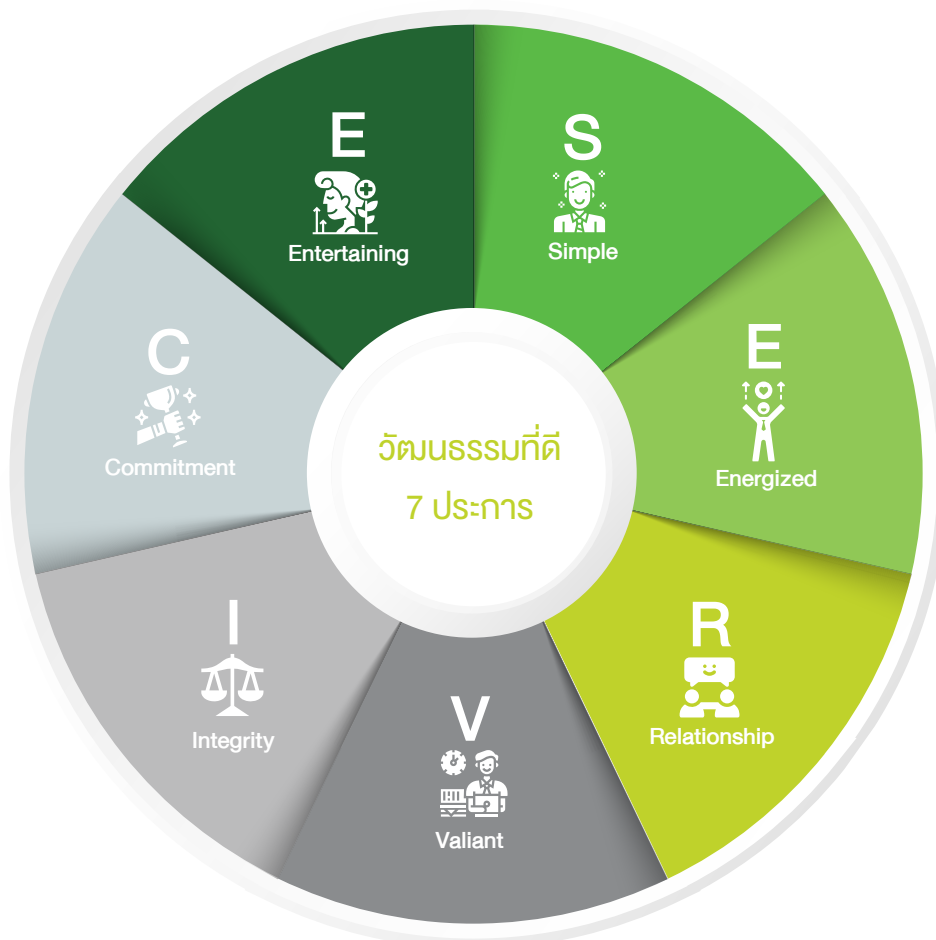 วัฒนธรรมที่ดี
7 ประการ
S
Simple
E
Energized
R
Relationship
V
Valiant
I
Integrity
C
Commitment
E
Entertaining